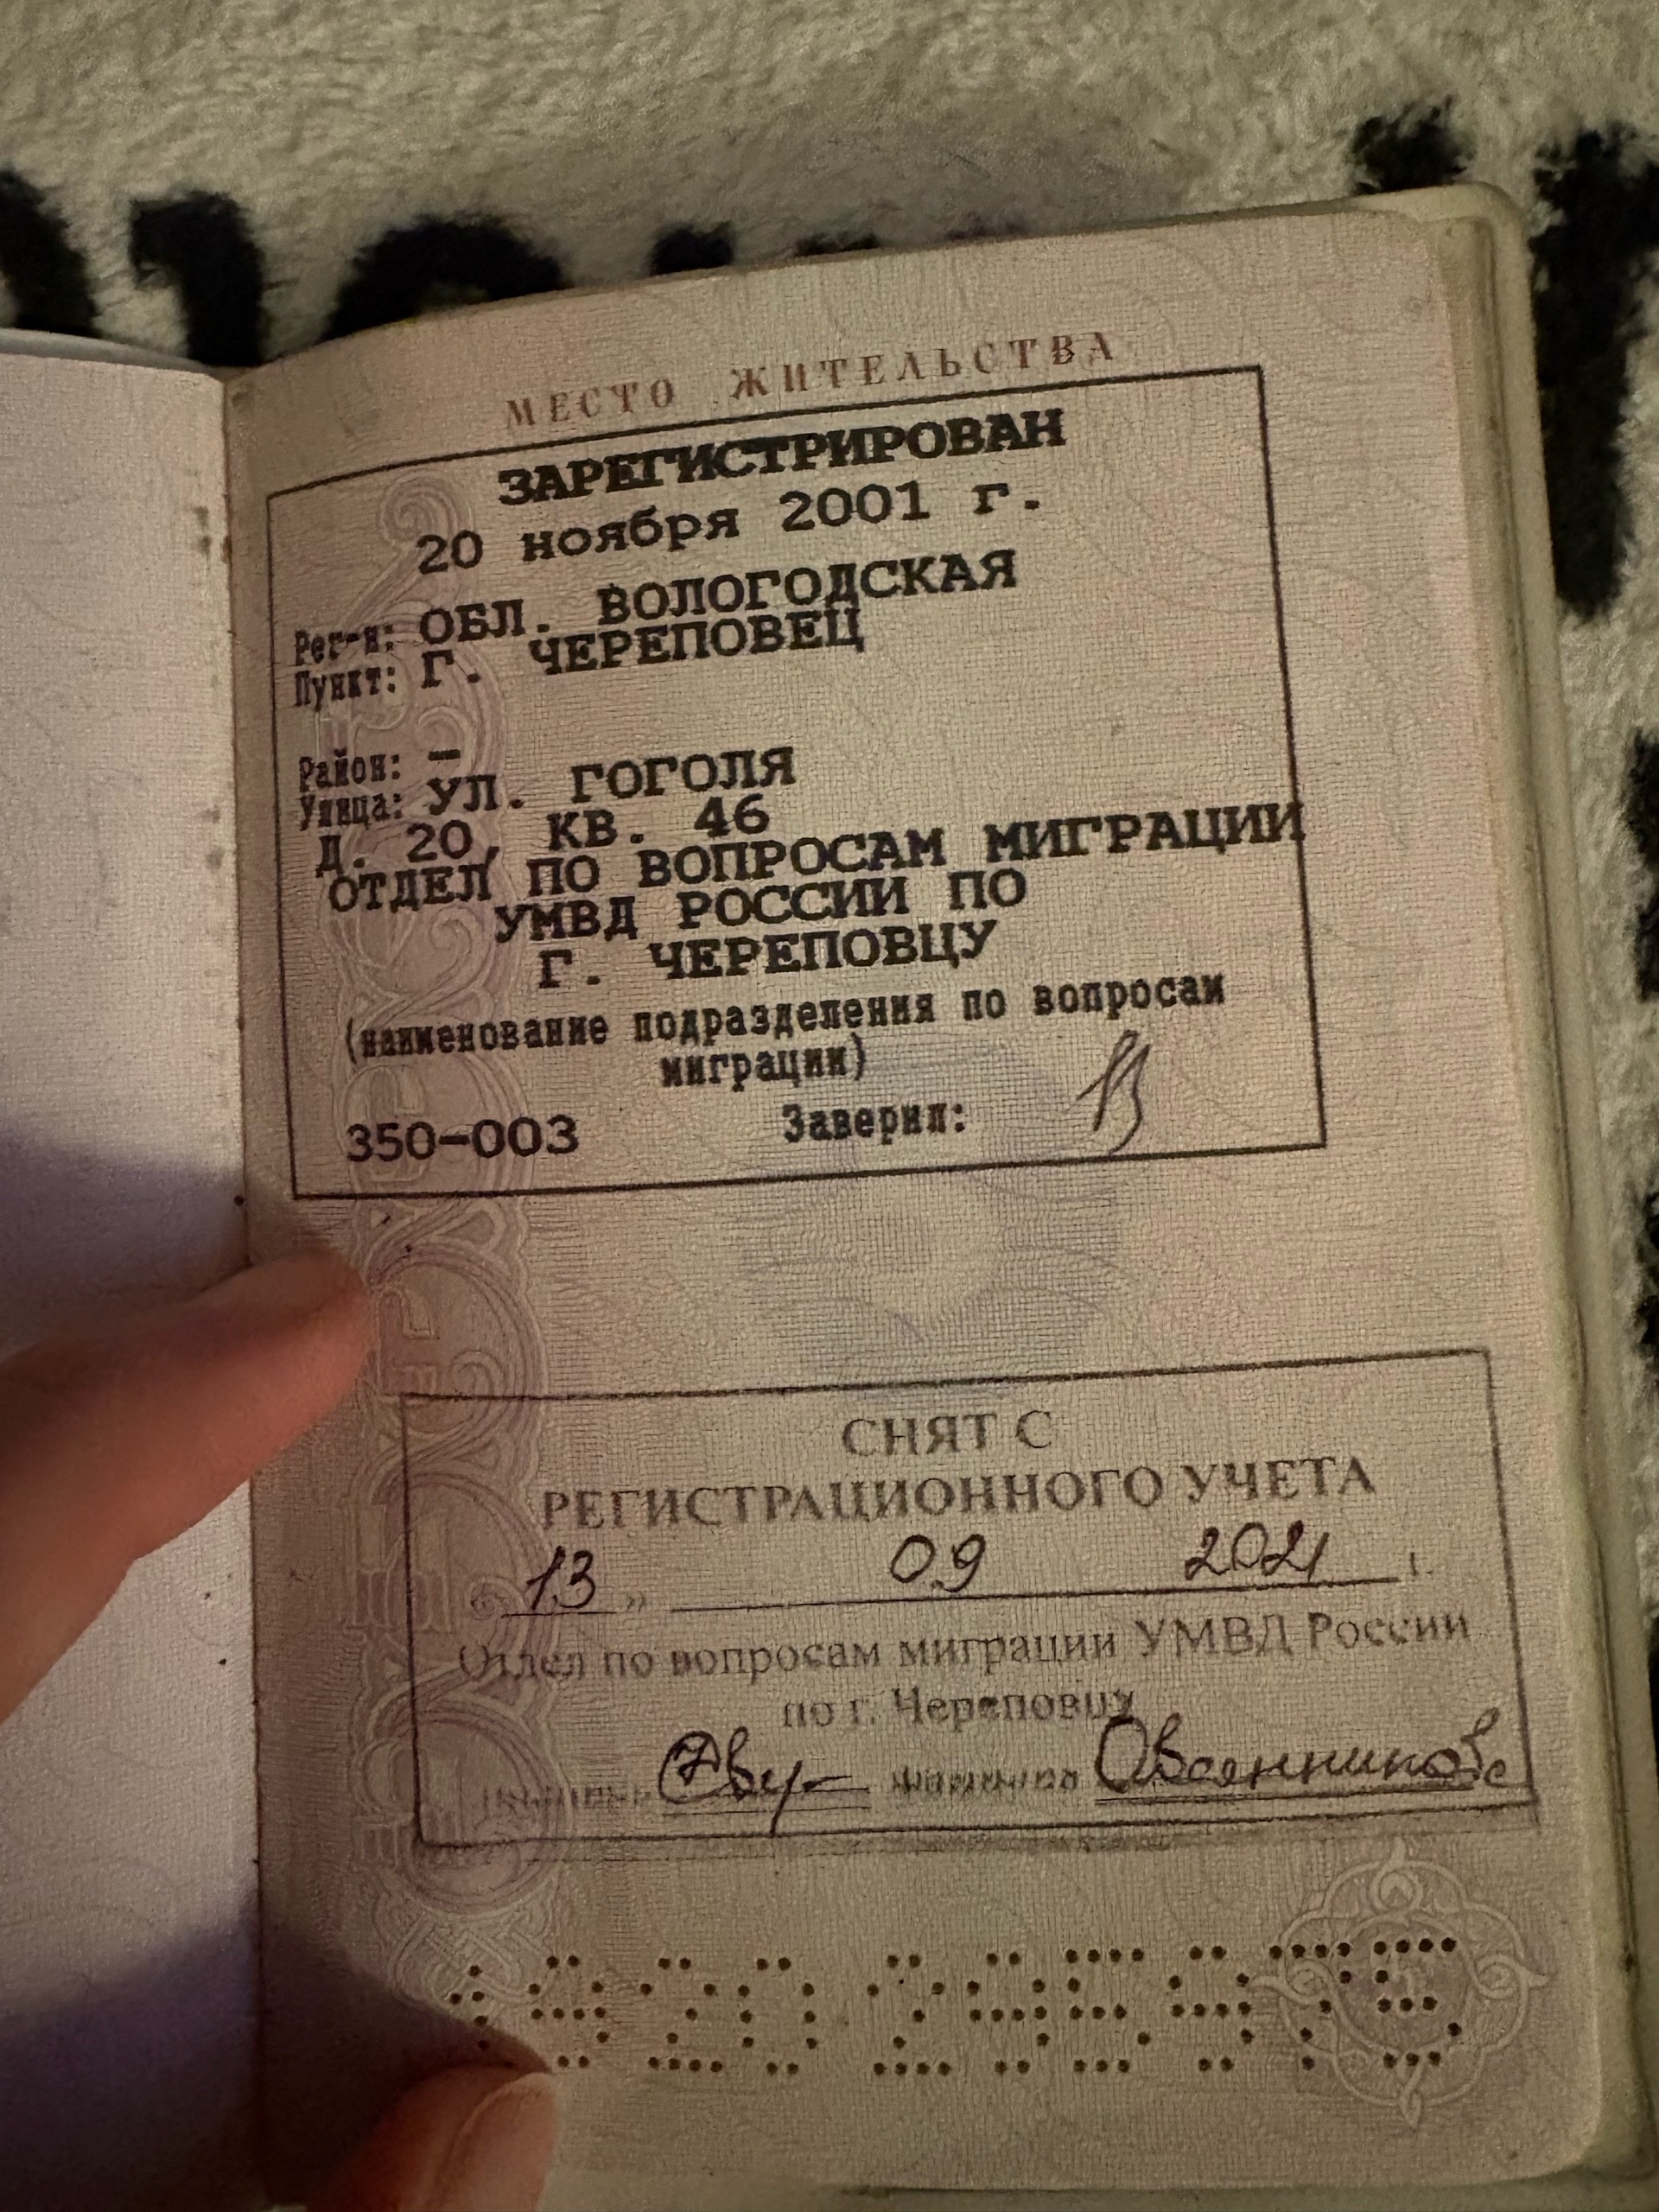 МЕСТО ЖИТЕЛЬСТВА
ЗАРЕГИСТРИРОВАН
20 ноября 2001 г.
Рег-н: ОБЛ. ВОЛОГОДСКАЯ
Пункт: Г. ЧЕРЕПОВЕЦ
Район: –
Улица: УЛ. ГОГОЛЯ
Д. 20, КВ. 46
ОТДЕЛ ПО ВОПРОСАМ МИГРАЦИИ
УМВД РОССИИ ПО
Г. ЧЕРЕПОВЦУ
(наименование подразделения по вопросам
миграции)
350-003 Заверил:
СНЯТ С
РЕГИСТРАЦИОННОГО УЧЕТА
« 13 » 09 2021 г.
Отдел по вопросам миграции УМВД России
по г. Череповцу
Овсянникова